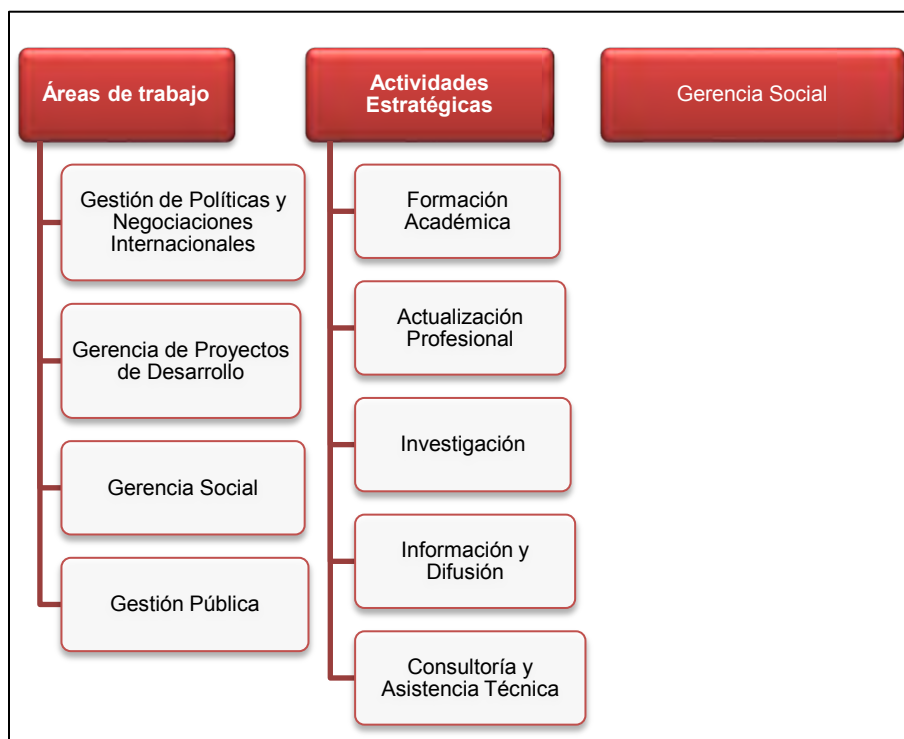 Áreas de trabajo
Gestión de Políticas y
Negociaciones
Internacionales
Gerencia de Proyectos
de Desarrollo
Gerencia Social
Gestión Pública
Actividades
Estratégicas
Formación
Académica
Actualización
Profesional
Investigación
Información y
Difusión
Consultoría y
Asistencia Técnica
Gerencia Social